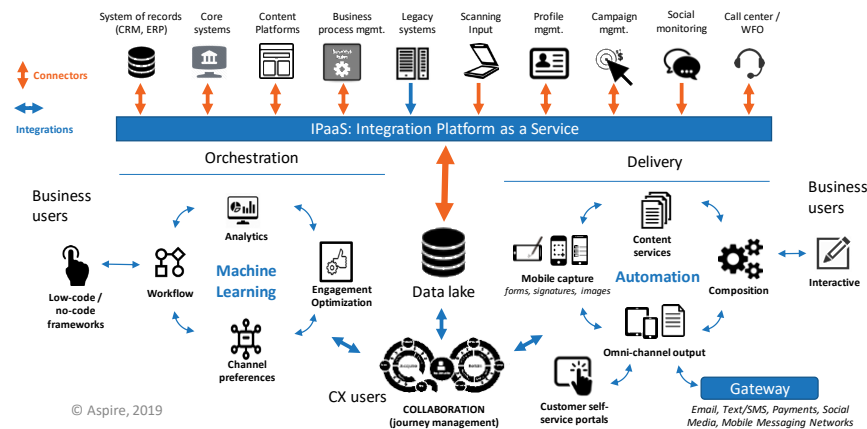 System of records
(CRM, ERP)
Core
systems
Content
Platforms
Business
process mgmt.
Legacy
systems
Scanning
Input
Profile
mgmt.
Campaign
mgmt.
Social
monitoring
Call center /
WFO
Connectors
Integrations
IPaaS: Integration Platform as a Service
Orchestration
Delivery
Business
users
Analytics
Machine
Learning
Workflow
Engagement
Optimization
Channel
preferences
Low-code /
no-code
frameworks
Data lake
Content
services
Mobile capture
forms, signatures, images
Automation
Composition
Omni-channel output
Business
users
Interactive
CX users
COLLABORATION
(journey management)
Customer self-
service portals
Gateway
Email, Text/SMS, Payments, Social
Media, Mobile Messaging Networks
© Aspire, 2019